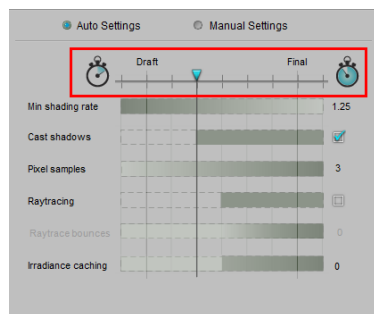 Auto Settings Manual Settings
Draft Final
Min shading rate 1.25
Cast shadows
Pixel samples 3
Raytracing
Raytrace bounces 0
Irradiance caching 0